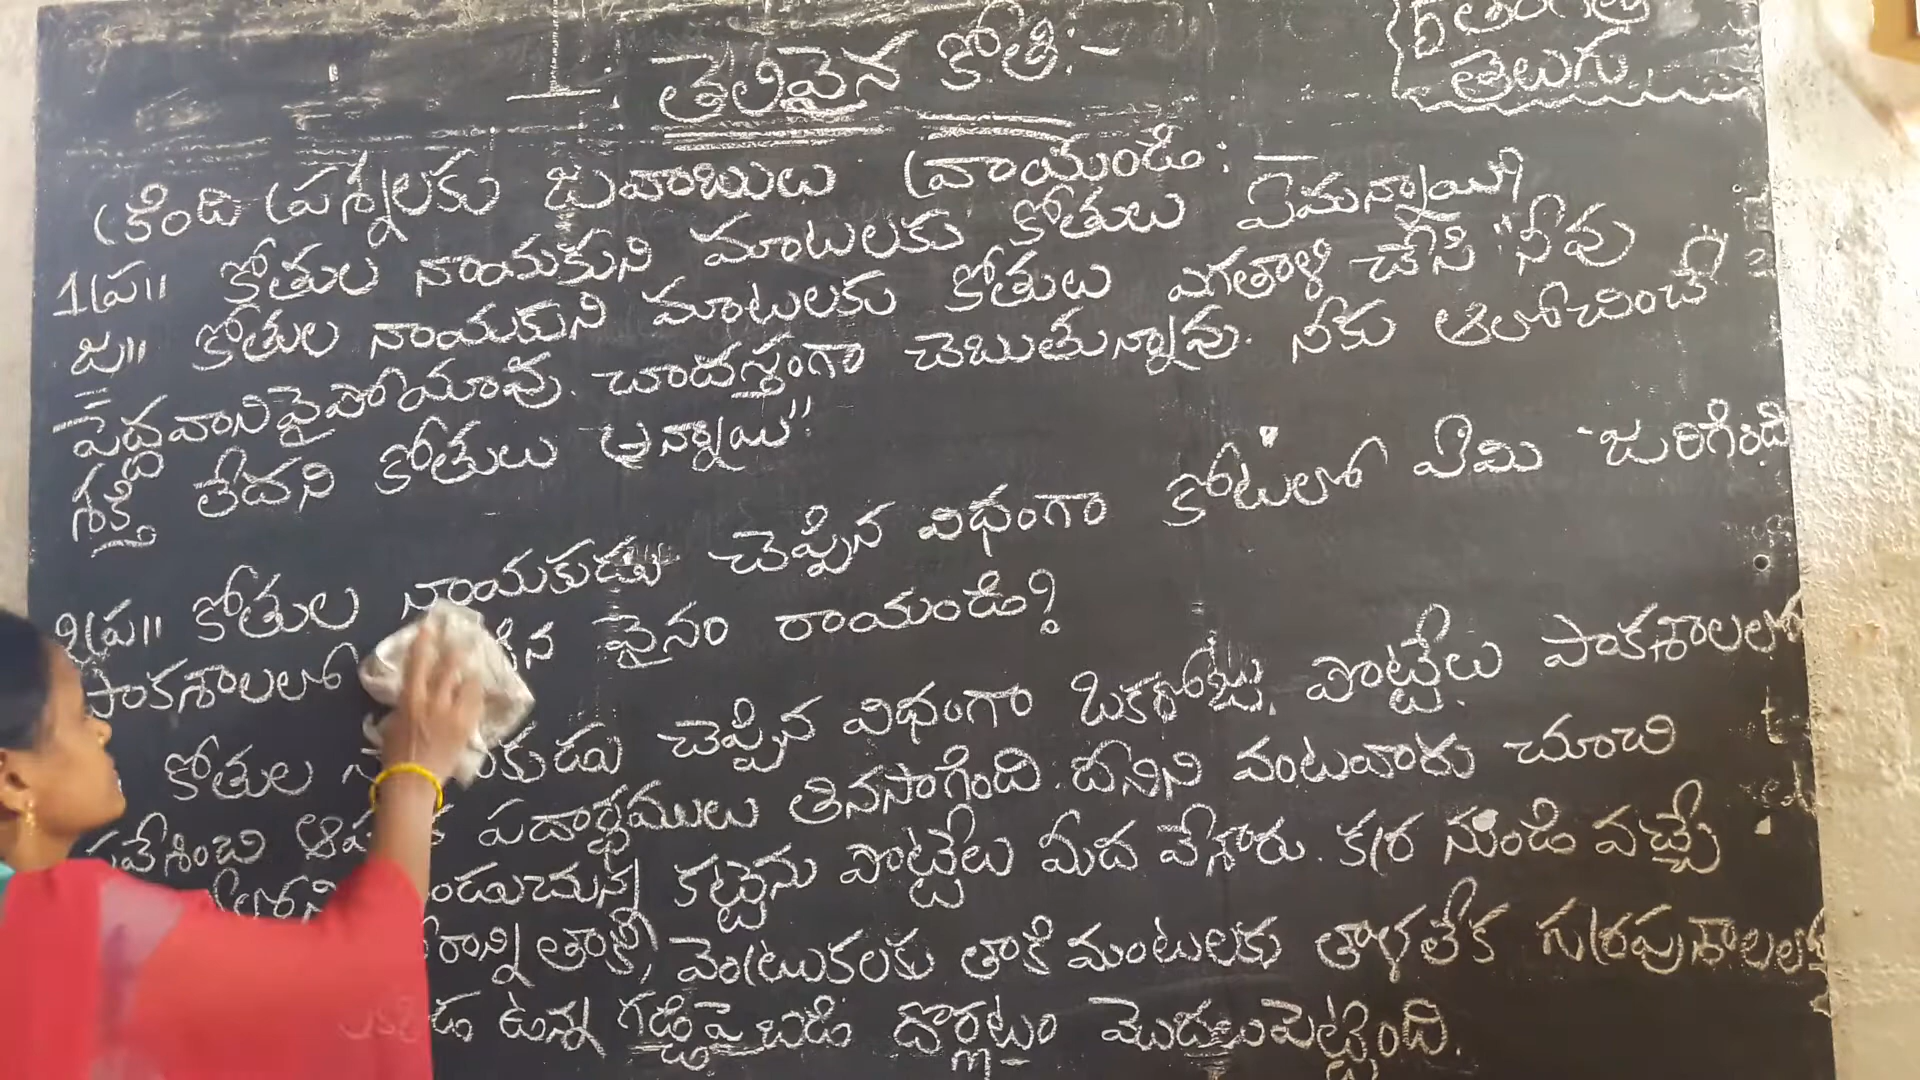 తెలివైన కోతి:-
తెలుగు
క్రింది ప్రశ్నలకు జవాబులు వ్రాయండి:
1ప్ర॥ కోతుల నాయకుని మాటలకు కోతులు ఏమన్నాయి?
జ॥ కోతుల నాయకుని మాటలకు కోతులు ఎగతాళి చేసి "నీవు
పెద్దవానివైపోయావు. చాదస్తంగా చెబుతున్నావు. నీకు ఆలోచించే
శక్తి లేదని కోతులు అన్నాయి".
2ప్ర॥ కోతుల నాయకుడు చెప్పిన విధంగా కోటలో ఏమి జరిగింది
పాకశాలలో వైనం రాయండి?
కోతుల చెప్పిన విధంగా ఒకరోజు, పొట్టేలు పాకశాలలో
ప్రవేశించి పదార్థములు తినసాగింది. దానిని వంటవారు చూచి
కట్టెను పొట్టేలు మీద వేశారు. కర్ర నుండి వచ్చే
వెంట్రుకలకు తాకి మంటలకు తాళలేక గుర్రపుశాలలో
ఉన్న గడ్డిపై బడి దొర్లటం మొదలుపెట్టింది.